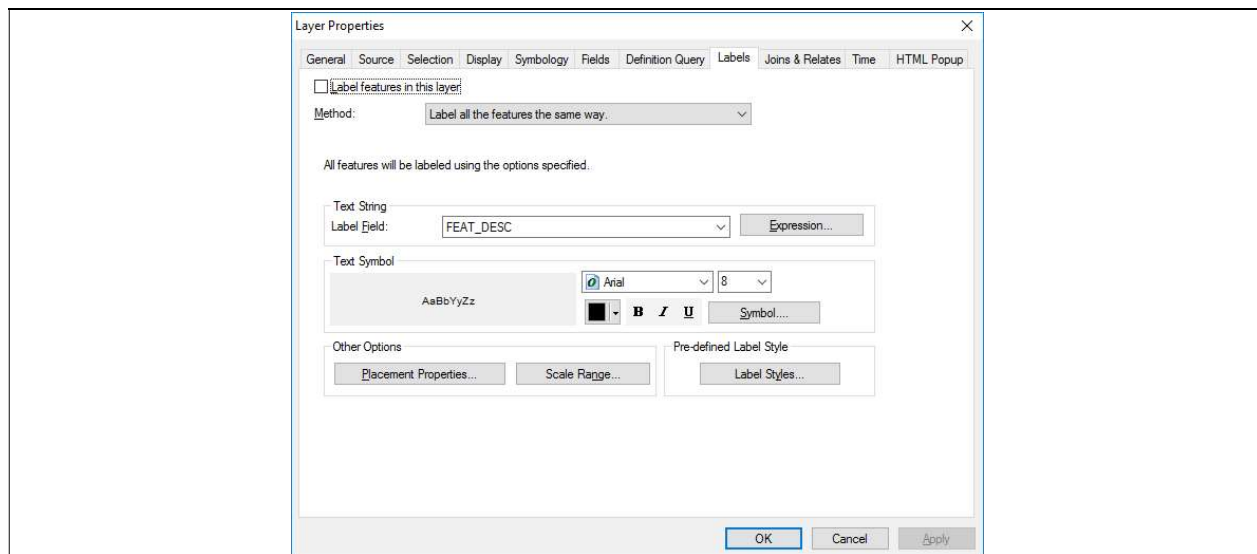 Layer Properties
General Source Selection Display Symbology Fields Definition Query Labels Joins & Relates Time HTML Popup
Label features in this layer
Method: Label all the features the same way.
All features will be labeled using the options specified.
Text String
Label Field: FEAT_DESC Expression...
Text Symbol
AaBbYyZz
Arial 8
B I U Symbol....
Other Options
Placement Properties... Scale Range...
Pre-defined Label Style
Label Styles...
OK Cancel Apply